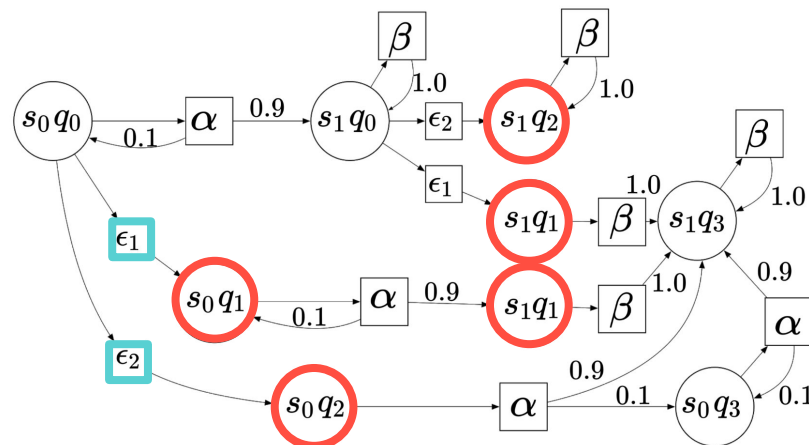 β
β
1.0
1.0
s₀q₀
0.1
α
0.9
s₁q₀
ϵ₂
s₁q₂
β
1.0
ϵ₁
ϵ₁
s₁q₁
β
1.0
s₁q₃
s₀q₁
0.1
α
0.9
s₁q₁
β
1.0
0.9
α
ϵ₂
0.9
s₀q₂
α
0.1
s₀q₃
0.1